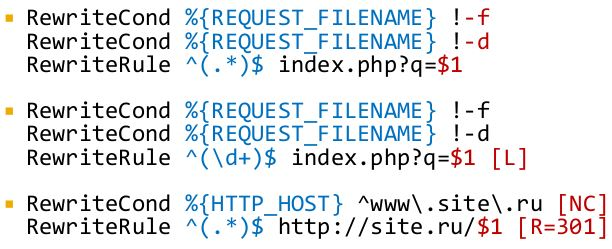 ▪ RewriteCond %{REQUEST_FILENAME} !-f
RewriteCond %{REQUEST_FILENAME} !-d
RewriteRule ^(.*)$ index.php?q=$1
▪ RewriteCond %{REQUEST_FILENAME} !-f
RewriteCond %{REQUEST_FILENAME} !-d
RewriteRule ^(\d+)$ index.php?q=$1 [L]
▪ RewriteCond %{HTTP_HOST} ^www\.site\.ru [NC]
RewriteRule ^(.*)$ http://site.ru/$1 [R=301]